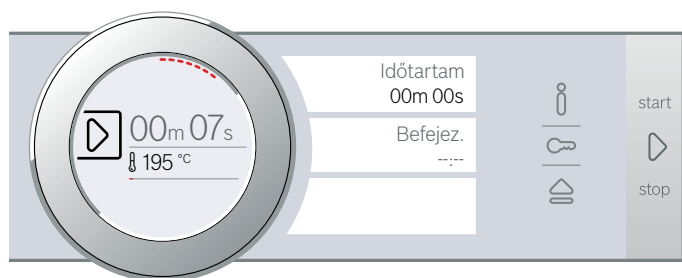 00m 07s
195 °C
Időtartam
00m 00s
Befejez.
--:--
start
stop